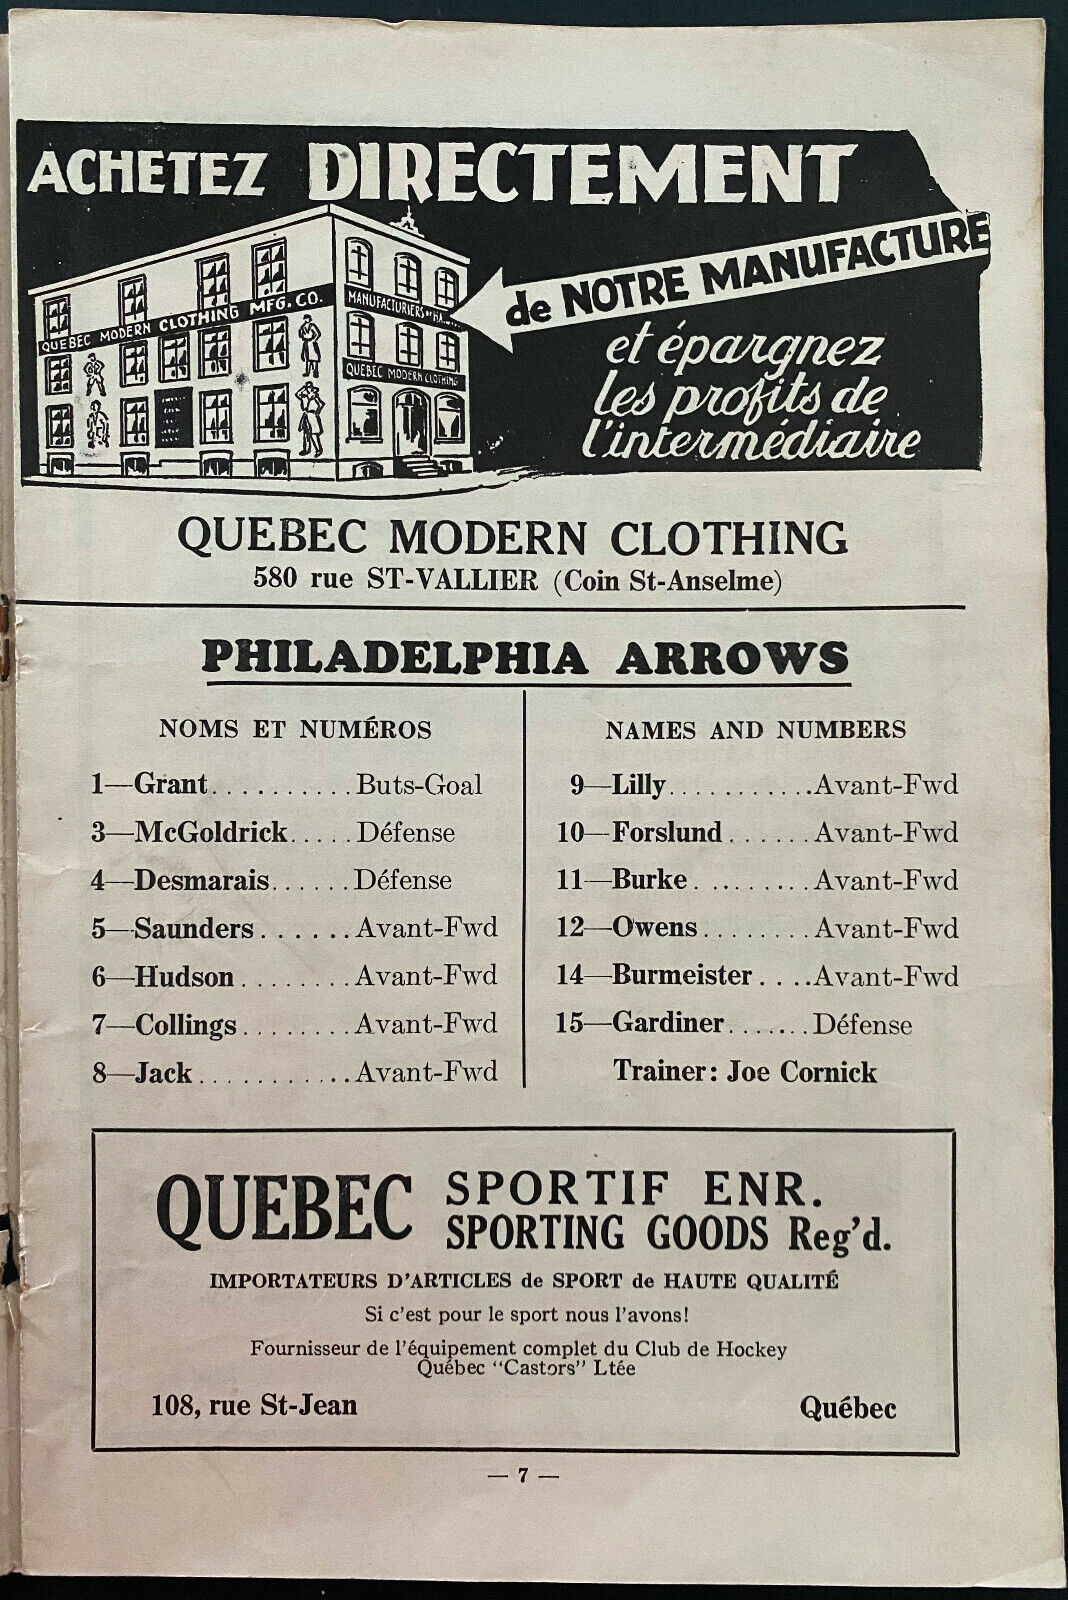 ACHETEZ DIRECTEMENT
de NOTRE MANUFACTURE
et épargnez
les profits de
l'intermédiaire
QUEBEC MODERN CLOTHING MFG. CO.
MANUFACTURIERS
QUEBEC MODERN CLOTHING
QUEBEC MODERN CLOTHING
580 rue ST-VALLIER (Coin St-Anselme)
PHILADELPHIA ARROWS
NOMS ET NUMÉROS
1—Grant.......... Buts-Goal
3—McGoldrick..... Défense
4—Desmarais...... Défense
5—Saunders ...... Avant-Fwd
6—Hudson ........ Avant-Fwd
7—Collings ........ Avant-Fwd
8—Jack ........... Avant-Fwd
NAMES AND NUMBERS
9—Lilly............ Avant-Fwd
10—Forslund ...... Avant-Fwd
11—Burke ........ Avant-Fwd
12—Owens ........ Avant-Fwd
14—Burmeister .... Avant-Fwd
15—Gardiner ....... Défense
Trainer: Joe Cornick
QUEBEC SPORTIF ENR.
SPORTING GOODS Reg'd.
IMPORTATEURS D'ARTICLES de SPORT de HAUTE QUALITÉ
Si c'est pour le sport nous l'avons!
Fournisseur de l'équipement complet du Club de Hockey
Québec "Castors" Ltée
108, rue St-Jean Québec
— 7 —